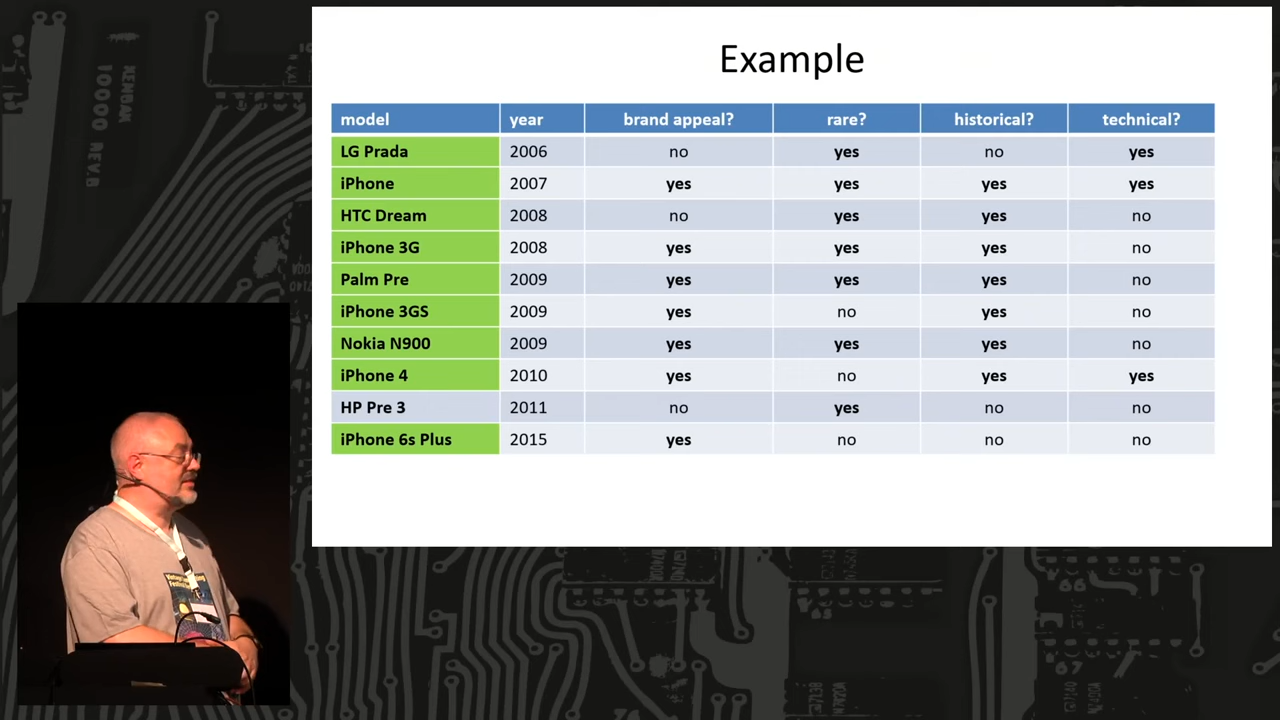 Example
model year brand appeal? rare? historical? technical?
LG Prada 2006 no yes no yes
iPhone 2007 yes yes yes yes
HTC Dream 2008 no yes yes no
iPhone 3G 2008 yes yes yes no
Palm Pre 2009 yes yes yes no
iPhone 3GS 2009 yes no yes no
Nokia N900 2009 yes yes yes no
iPhone 4 2010 yes no yes yes
HP Pre 3 2011 no yes no no
iPhone 6s Plus 2015 yes no no no
KENBAK
10000 REV.B